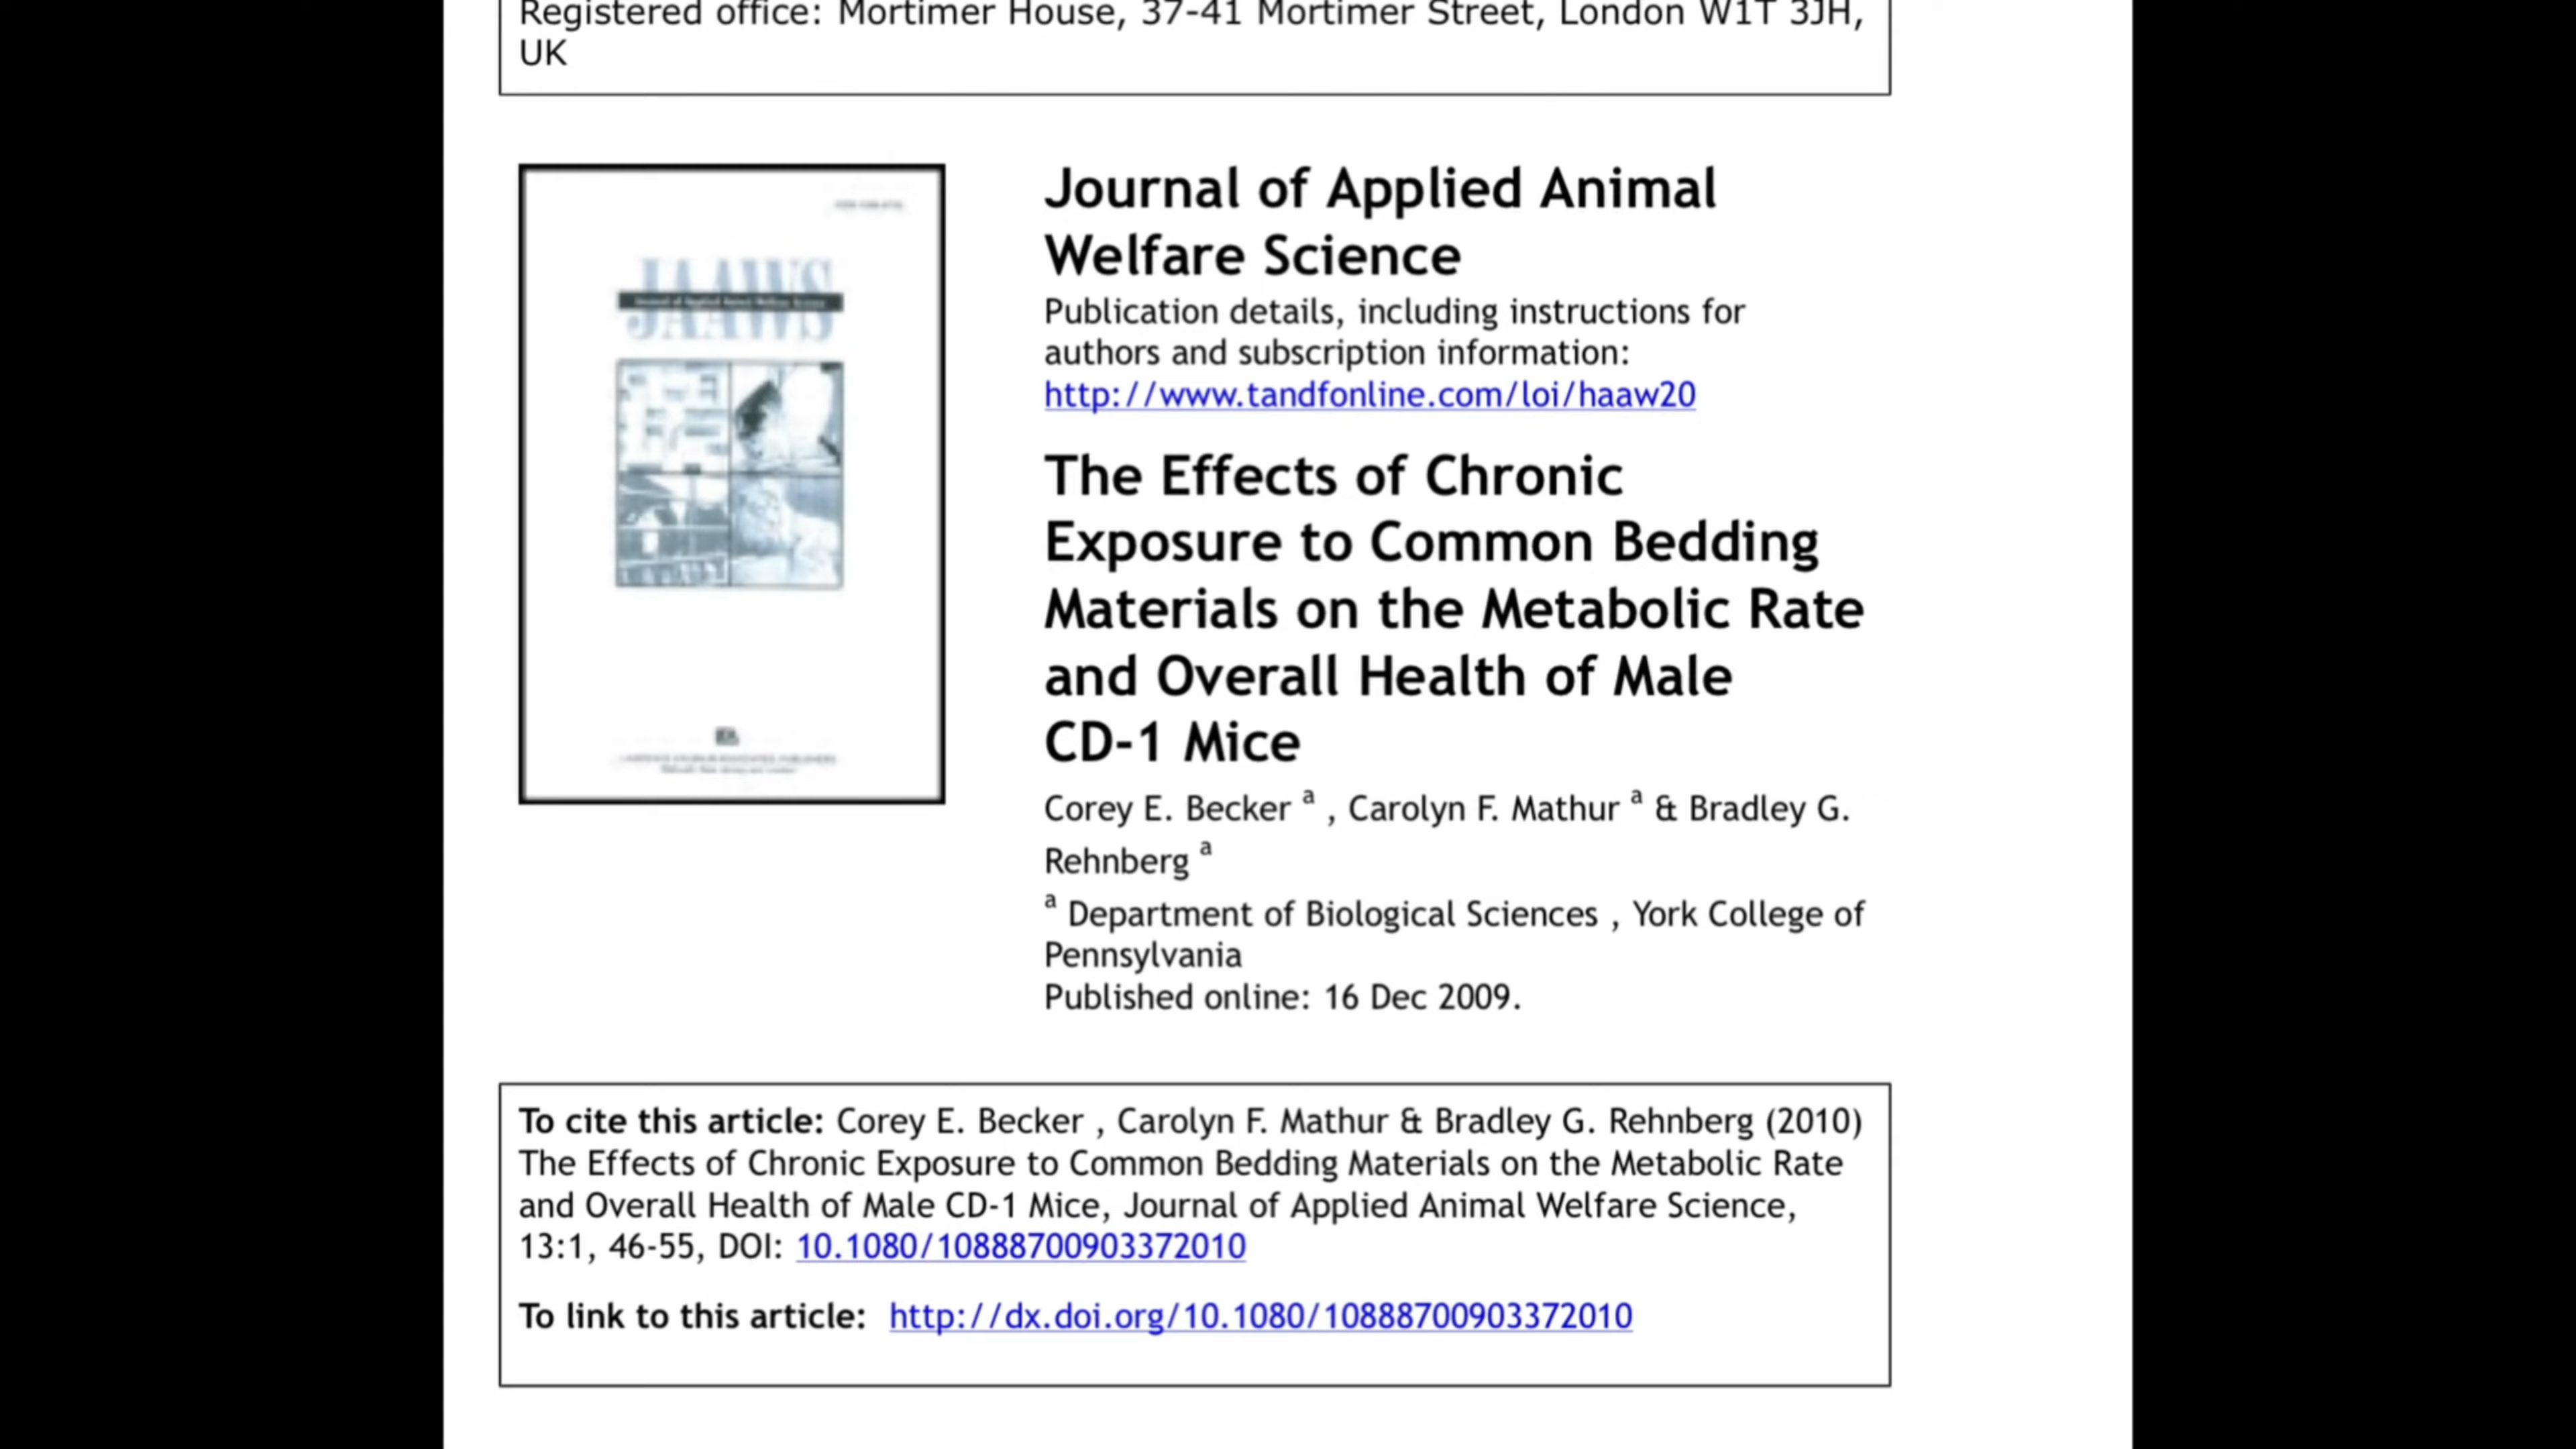 Registered office: Mortimer House, 37-41 Mortimer Street, London W1T 3JH,
UK
JAAWS
Journal of Applied Animal Welfare Science
Journal of Applied Animal
Welfare Science
Publication details, including instructions for
authors and subscription information:
http://www.tandfonline.com/loi/haaw20
The Effects of Chronic
Exposure to Common Bedding
Materials on the Metabolic Rate
and Overall Health of Male
CD-1 Mice
Corey E. Becker a , Carolyn F. Mathur a & Bradley G.
Rehnberg a
a Department of Biological Sciences , York College of
Pennsylvania
Published online: 16 Dec 2009.
To cite this article: Corey E. Becker , Carolyn F. Mathur & Bradley G. Rehnberg (2010)
The Effects of Chronic Exposure to Common Bedding Materials on the Metabolic Rate
and Overall Health of Male CD-1 Mice, Journal of Applied Animal Welfare Science,
13:1, 46-55, DOI: 10.1080/10888700903372010
To link to this article: http://dx.doi.org/10.1080/10888700903372010